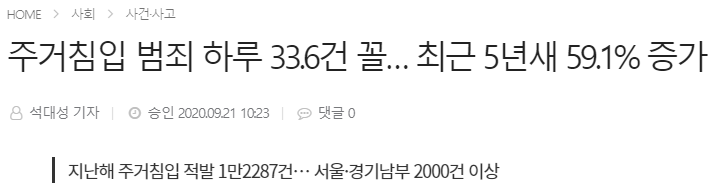 HOME > 사회 > 사건·사고
주거침입 범죄 하루 33.6건 꼴… 최근 5년새 59.1% 증가
석대성 기자 승인 2020.09.21 10:23 댓글 0
지난해 주거침입 적발 1만2287건… 서울·경기남부 2000건 이상